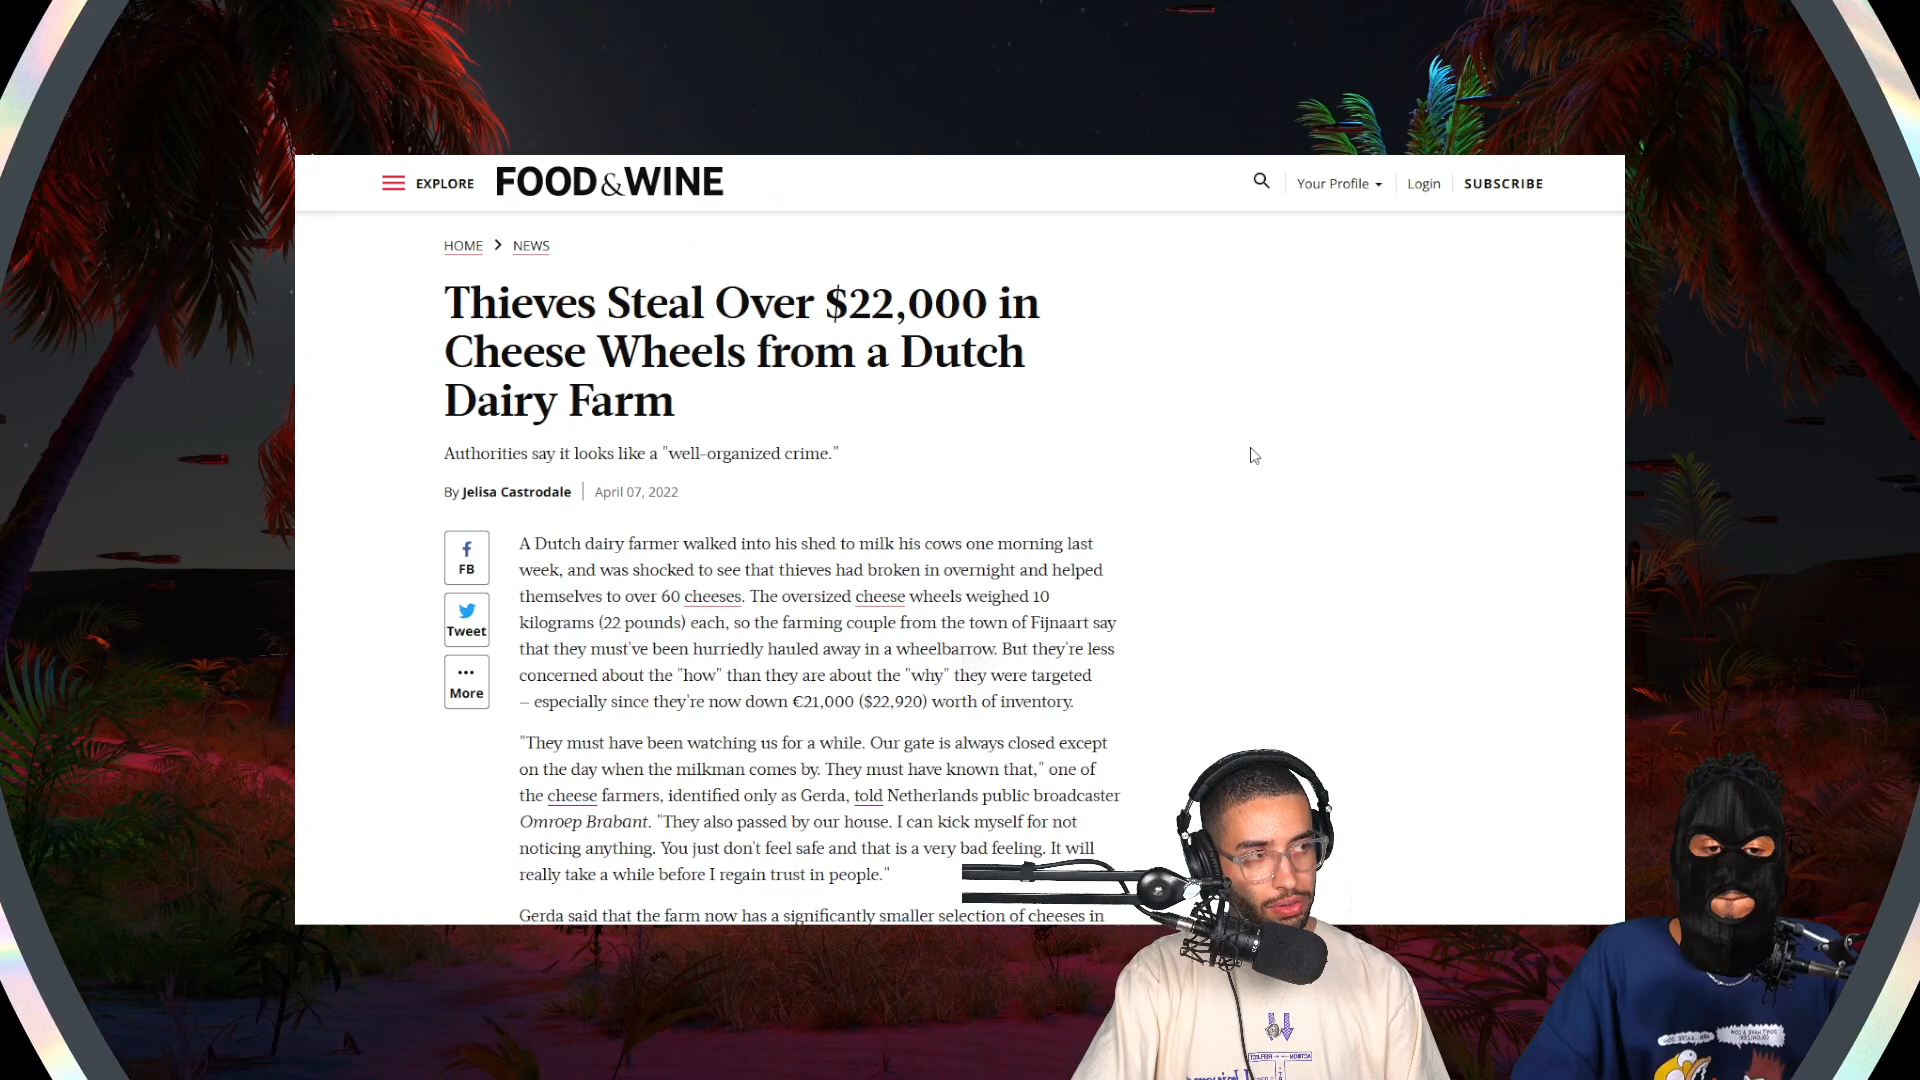 EXPLORE FOOD&WINE Your Profile Login SUBSCRIBE
HOME NEWS
Thieves Steal Over $22,000 in
Cheese Wheels from a Dutch
Dairy Farm
Authorities say it looks like a "well-organized crime."
By Jelisa Castrodale April 07, 2022
FB
Tweet
More
A Dutch dairy farmer walked into his shed to milk his cows one morning last
week, and was shocked to see that thieves had broken in overnight and helped
themselves to over 60 cheeses. The oversized cheese wheels weighed 10
kilograms (22 pounds) each, so the farming couple from the town of Fijnaart say
that they must've been hurriedly hauled away in a wheelbarrow. But they're less
concerned about the "how" than they are about the "why" they were targeted
– especially since they're now down €21,000 ($22,920) worth of inventory.
"They must have been watching us for a while. Our gate is always closed except
on the day when the milkman comes by. They must have known that," one of
the cheese farmers, identified only as Gerda, told Netherlands public broadcaster
Omroep Brabant. "They also passed by our house. I can kick myself for not
noticing anything. You just don't feel safe and that is a very bad feeling. It will
really take a while before I regain trust in people."
Gerda said that the farm now has a significantly smaller selection of cheeses in